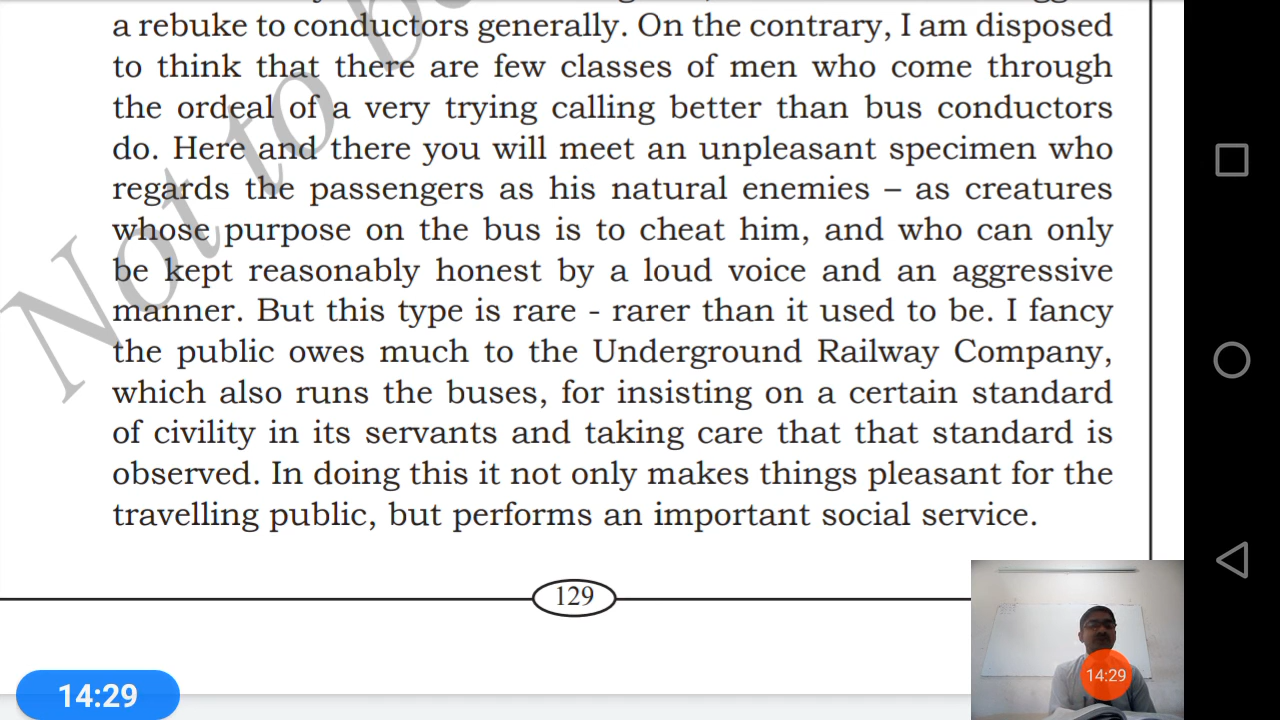 a rebuke to conductors generally. On the contrary, I am disposed
to think that there are few classes of men who come through
the ordeal of a very trying calling better than bus conductors
do. Here and there you will meet an unpleasant specimen who
regards the passengers as his natural enemies – as creatures
whose purpose on the bus is to cheat him, and who can only
be kept reasonably honest by a loud voice and an aggressive
manner. But this type is rare - rarer than it used to be. I fancy
the public owes much to the Underground Railway Company,
which also runs the buses, for insisting on a certain standard
of civility in its servants and taking care that that standard is
observed. In doing this it not only makes things pleasant for the
travelling public, but performs an important social service.
Not to be
129
14:29
14:29